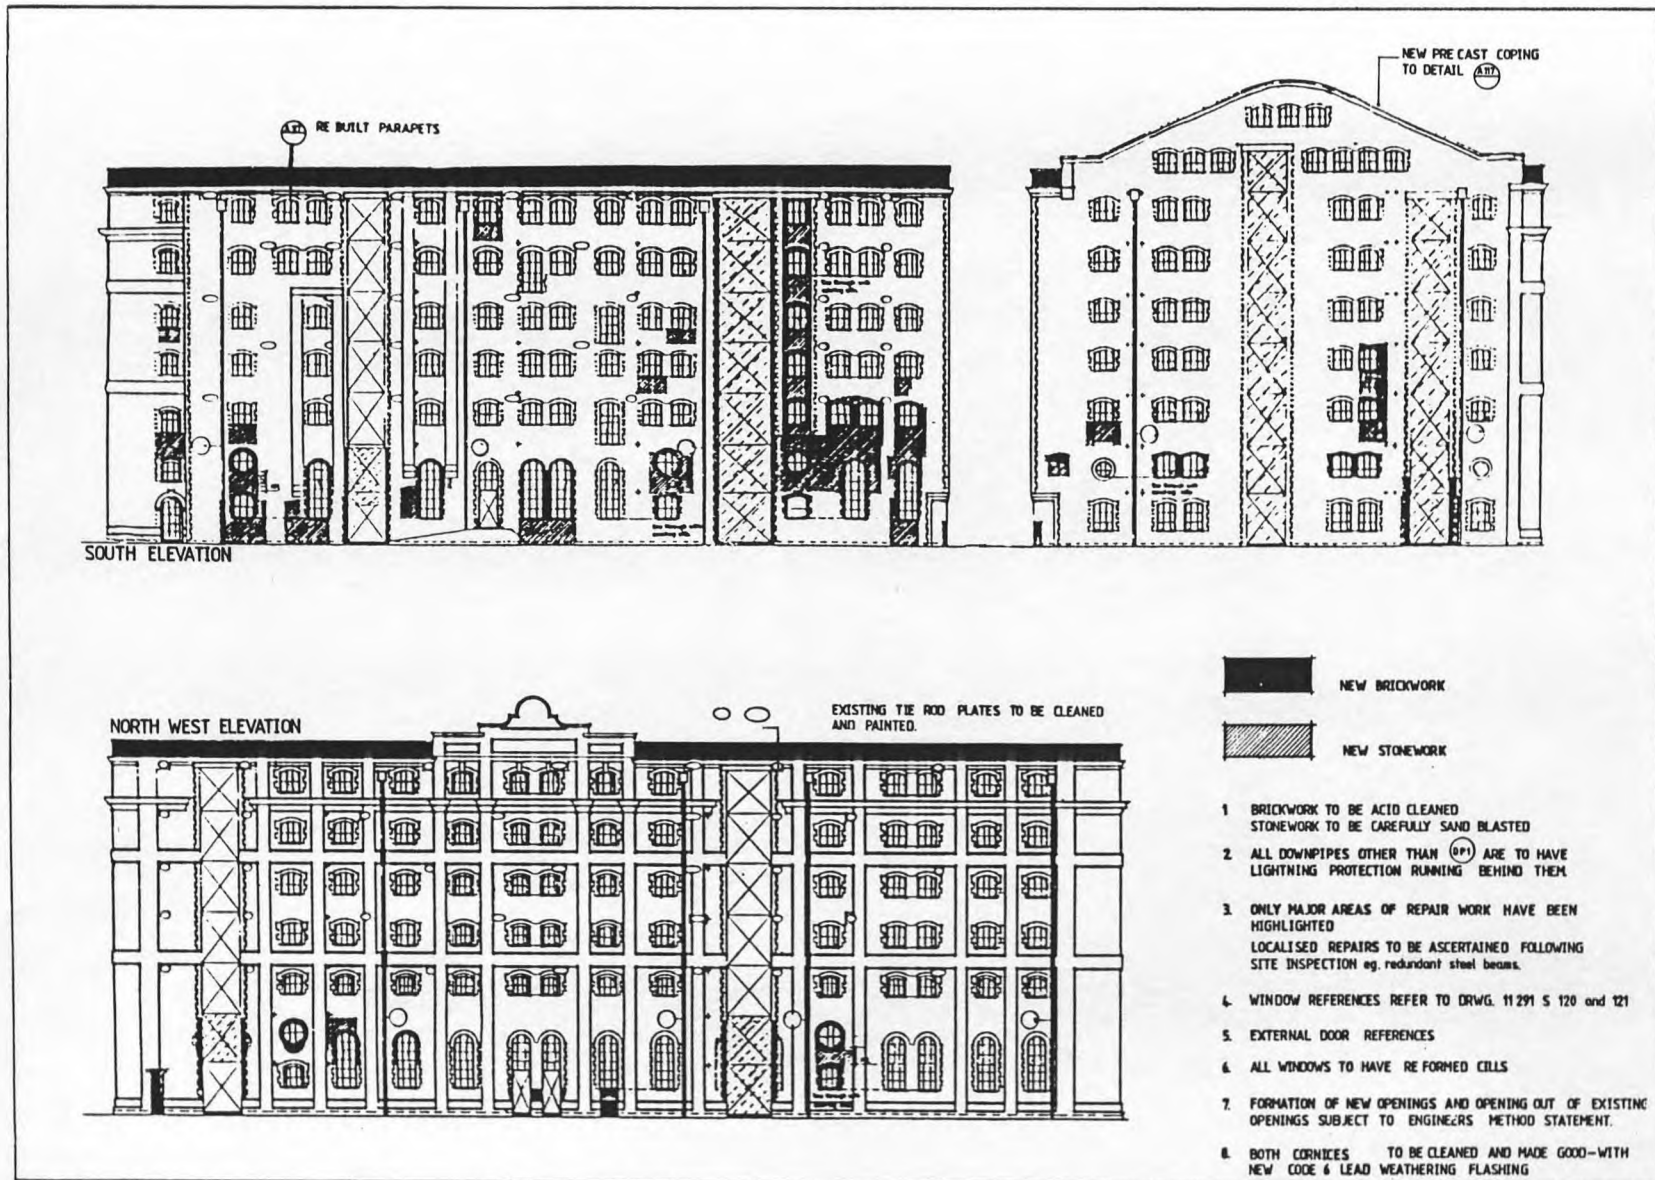 NEW PRE CAST COPING
TO DETAIL A117
RE BUILT PARAPETS
SOUTH ELEVATION
NORTH WEST ELEVATION
EXISTING TIE ROD PLATES TO BE CLEANED
AND PAINTED.
NEW BRICKWORK
NEW STONEWORK
1 BRICKWORK TO BE ACID CLEANED
STONEWORK TO BE CAREFULLY SAND BLASTED
2 ALL DOWNPIPES OTHER THAN DP1 ARE TO HAVE
LIGHTNING PROTECTION RUNNING BEHIND THEM.
3. ONLY MAJOR AREAS OF REPAIR WORK HAVE BEEN
HIGHLIGHTED
LOCALISED REPAIRS TO BE ASCERTAINED FOLLOWING
SITE INSPECTION eg. redundant steel beams.
4. WINDOW REFERENCES REFER TO DRWG. 11 291 S 120 and 121
5. EXTERNAL DOOR REFERENCES
6. ALL WINDOWS TO HAVE RE FORMED CILLS
7. FORMATION OF NEW OPENINGS AND OPENING OUT OF EXISTING
OPENINGS SUBJECT TO ENGINEERS METHOD STATEMENT.
8. BOTH CORNICES TO BE CLEANED AND MADE GOOD-WITH
NEW CODE 6 LEAD WEATHERING FLASHING